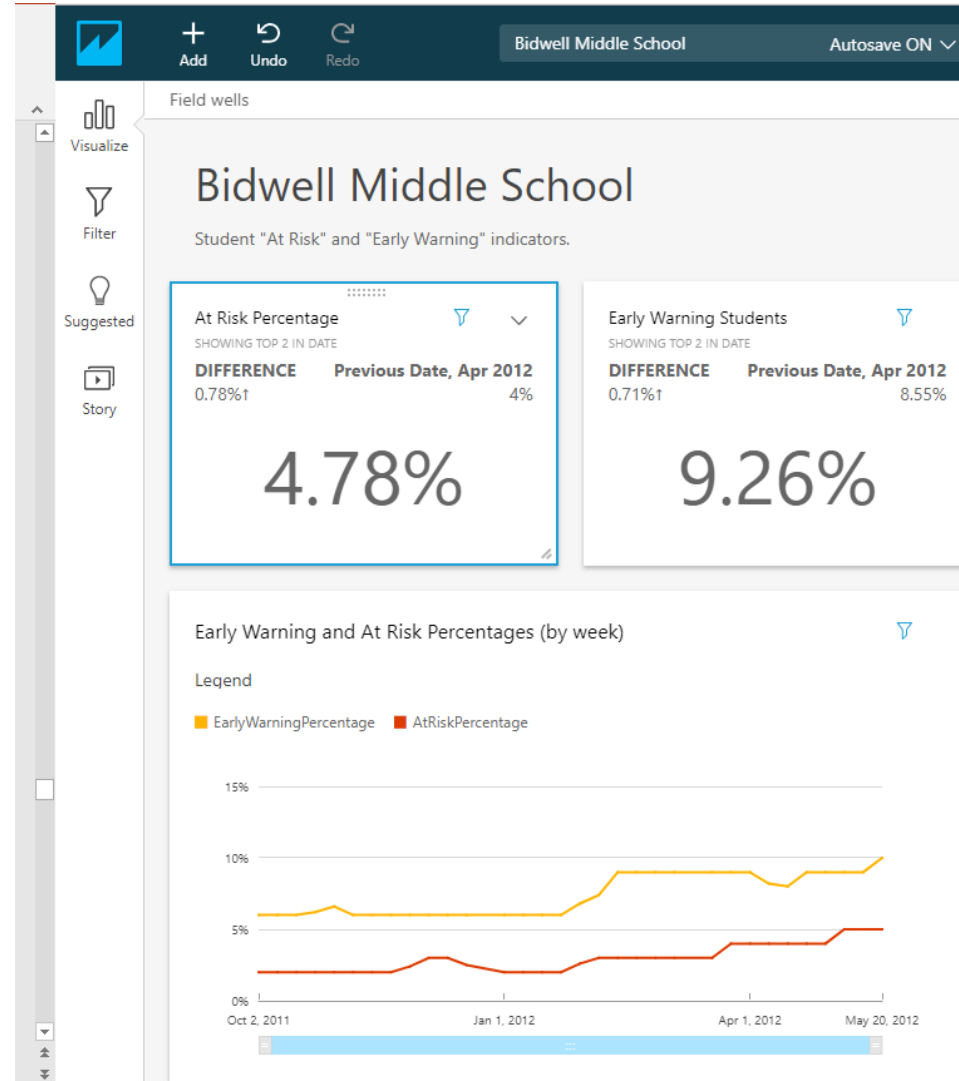 Add Undo Redo Bidwell Middle School Autosave ON
Field wells
Visualize
Filter
Suggested
Story
Bidwell Middle School
Student "At Risk" and "Early Warning" indicators.
At Risk Percentage
SHOWING TOP 2 IN DATE
DIFFERENCE Previous Date, Apr 2012
0.78%↑ 4%
4.78%
Early Warning Students
SHOWING TOP 2 IN DATE
DIFFERENCE Previous Date, Apr 2012
0.71%↑ 8.55%
9.26%
Early Warning and At Risk Percentages (by week)
Legend
EarlyWarningPercentage AtRiskPercentage
15%
10%
5%
0%
Oct 2, 2011 Jan 1, 2012 Apr 1, 2012 May 20, 2012